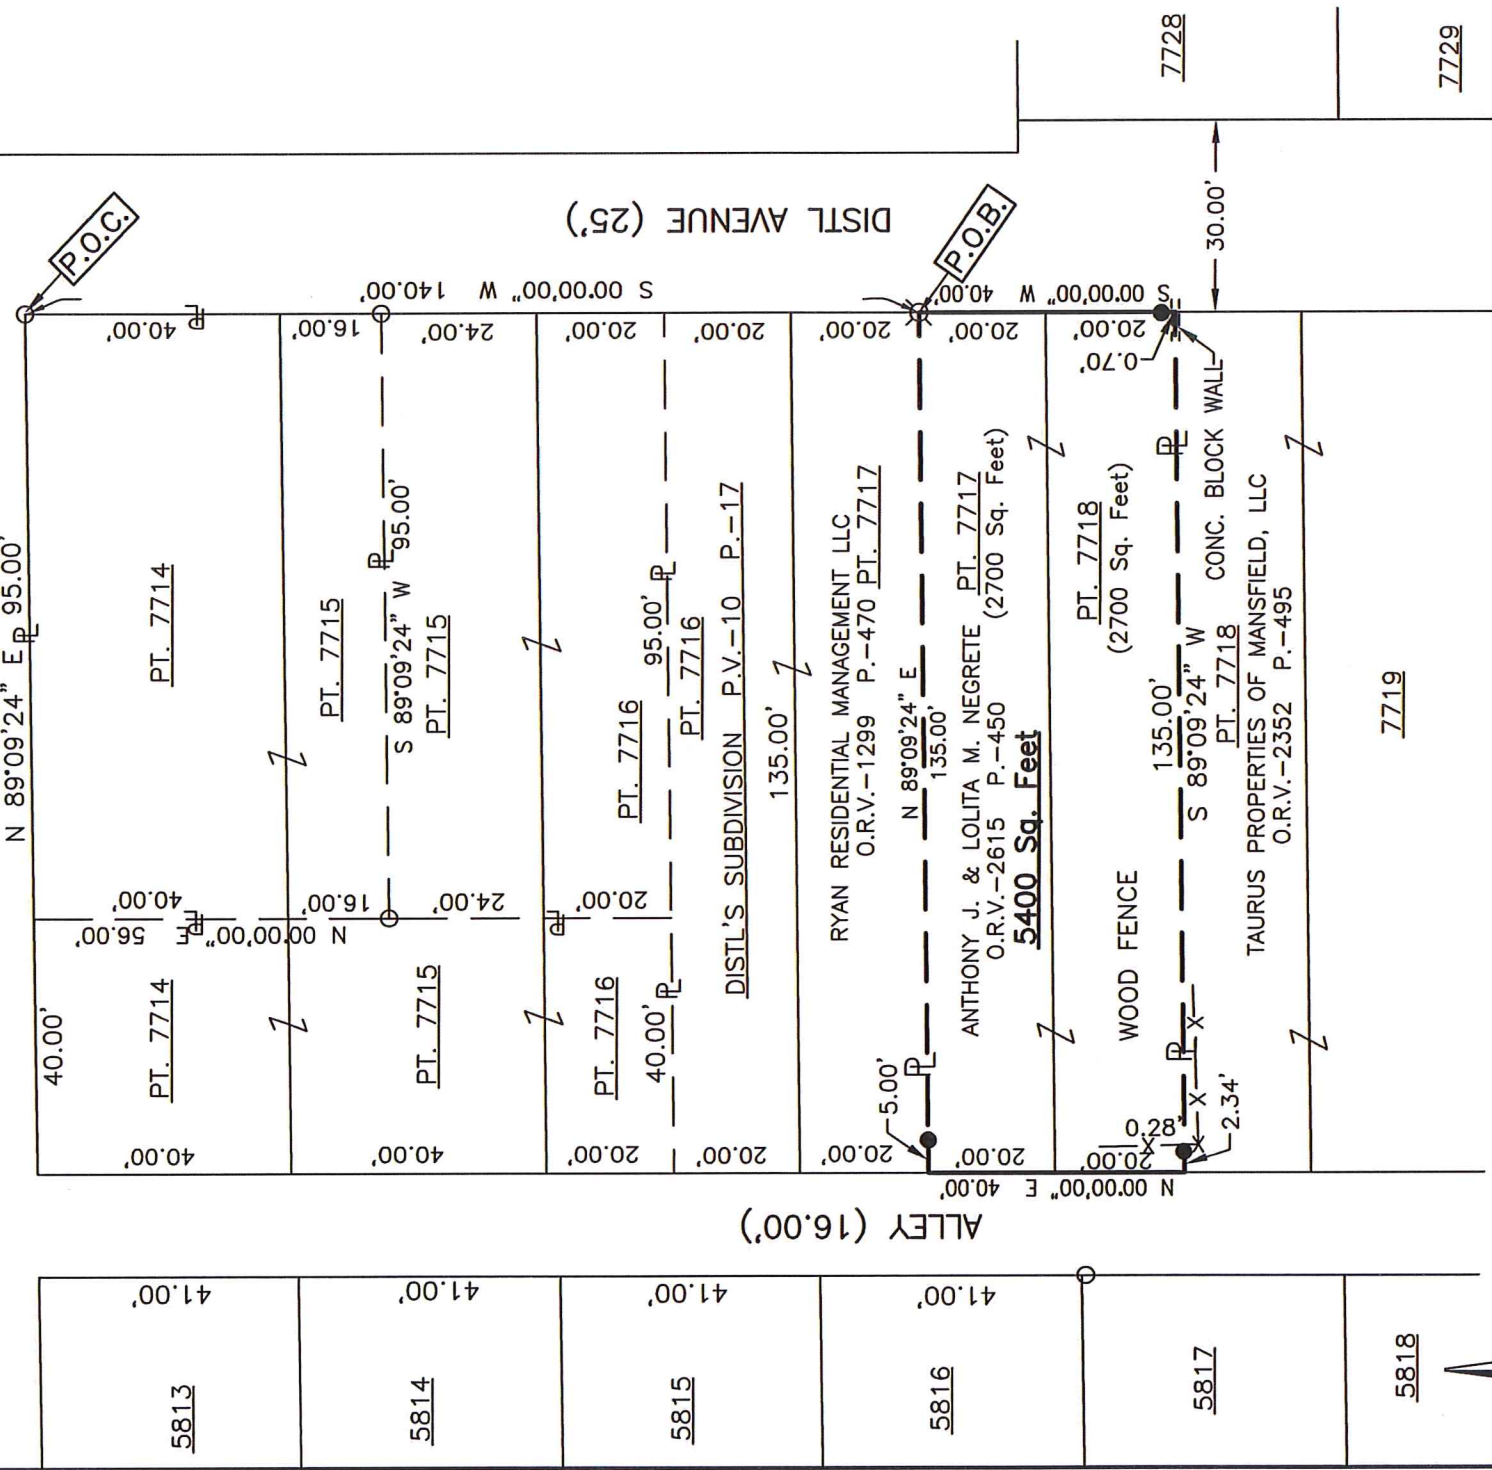 N 89°09'24" E 95.00'
P.O.C.
7728
7729
DISTL AVENUE (25')
S 00°00'00" W 140.00'
P.O.B.
S 00°00'00" W 40.00'
30.00'
40.00'
16.00'
24.00'
20.00'
20.00'
20.00'
20.00'
20.00'
0.70'
PT. 7714
PT. 7715
S 89°09'24" W 95.00'
PT. 7715
PT. 7716
95.00'
PT. 7716
DISTL'S SUBDIVISION P.V.-10 P.-17
135.00'
RYAN RESIDENTIAL MANAGEMENT LLC
O.R.V.-1299 P.-470 PT. 7717
N 89°09'24" E
135.00'
ANTHONY J. & LOLITA M. NEGRETE PT. 7717
O.R.V.-2615 P.-450 (2700 Sq. Feet)
5400 Sq. Feet
PT. 7718
(2700 Sq. Feet)
WOOD FENCE
135.00'
S 89°09'24" W
CONC. BLOCK WALL
PT. 7718
TAURUS PROPERTIES OF MANSFIELD, LLC
O.R.V.-2352 P.-495
7719
40.00'
16.00'
24.00'
20.00'
N 00°00'00" E 56.00'
40.00'
PT. 7714
PT. 7715
PT. 7716
40.00'
5.00'
0.28'
2.34'
X X X X
40.00'
40.00'
20.00'
20.00'
20.00'
20.00'
20.00'
N 00°00'00" E 40.00'
ALLEY (16.00')
41.00'
41.00'
41.00'
41.00'
5813
5814
5815
5816
5817
5818